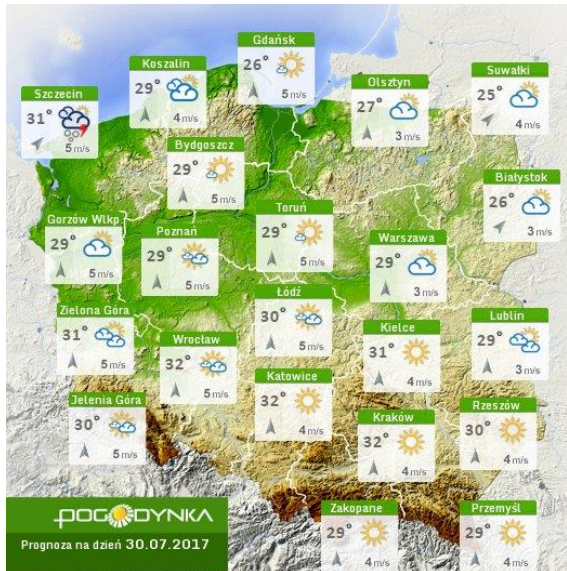 Gdańsk
26°
5 m/s
Koszalin
29°
4 m/s
Suwałki
25°
4 m/s
Olsztyn
27°
3 m/s
Szczecin
31°
5 m/s
Bydgoszcz
29°
5 m/s
Białystok
26°
3 m/s
Toruń
29°
5 m/s
Gorzów Wlkp
29°
5 m/s
Poznań
29°
5 m/s
Warszawa
29°
3 m/s
Łódź
30°
5 m/s
Zielona Góra
31°
5 m/s
Lublin
29°
3 m/s
Kielce
31°
4 m/s
Wrocław
32°
5 m/s
Katowice
32°
4 m/s
Jelenia Góra
30°
5 m/s
Rzeszów
30°
4 m/s
Kraków
32°
4 m/s
Zakopane
29°
4 m/s
Przemyśl
29°
4 m/s
POGODYNKA
Prognoza na dzień 30.07.2017